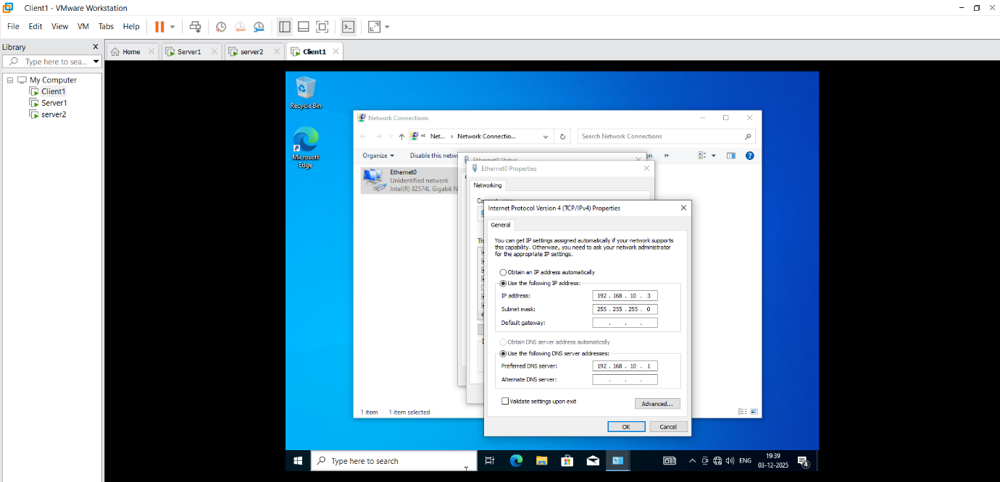 Client1 - VMware Workstation
File Edit View VM Tabs Help
Library
Type here to sea...
My Computer
Client1
Server1
server2
Home
Server1
server2
Client1
Recycle Bin
Microsoft
Edge
Network Connections
Net... › Network Connectio...
Search Network Connections
Organize
Disable this netw
on
»
Ethernet0
Unidentified network
Intel(R) 82574L Gigabit N
1 item 1 item selected
Ethernet0 Status
Ethernet0 Properties
Networking
Internet Protocol Version 4 (TCP/IPv4) Properties
General
You can get IP settings assigned automatically if your network supports
this capability. Otherwise, you need to ask your network administrator
for the appropriate IP settings.
Obtain an IP address automatically
Use the following IP address:
IP address: 192 . 168 . 10 . 3
Subnet mask: 255 . 255 . 255 . 0
Default gateway: . . .
Obtain DNS server address automatically
Use the following DNS server addresses:
Preferred DNS server: 192 . 168 . 10 . 1
Alternate DNS server: . . .
Validate settings upon exit
Advanced...
OK Cancel
Type here to search
ENG
19:39
03-12-2025
4